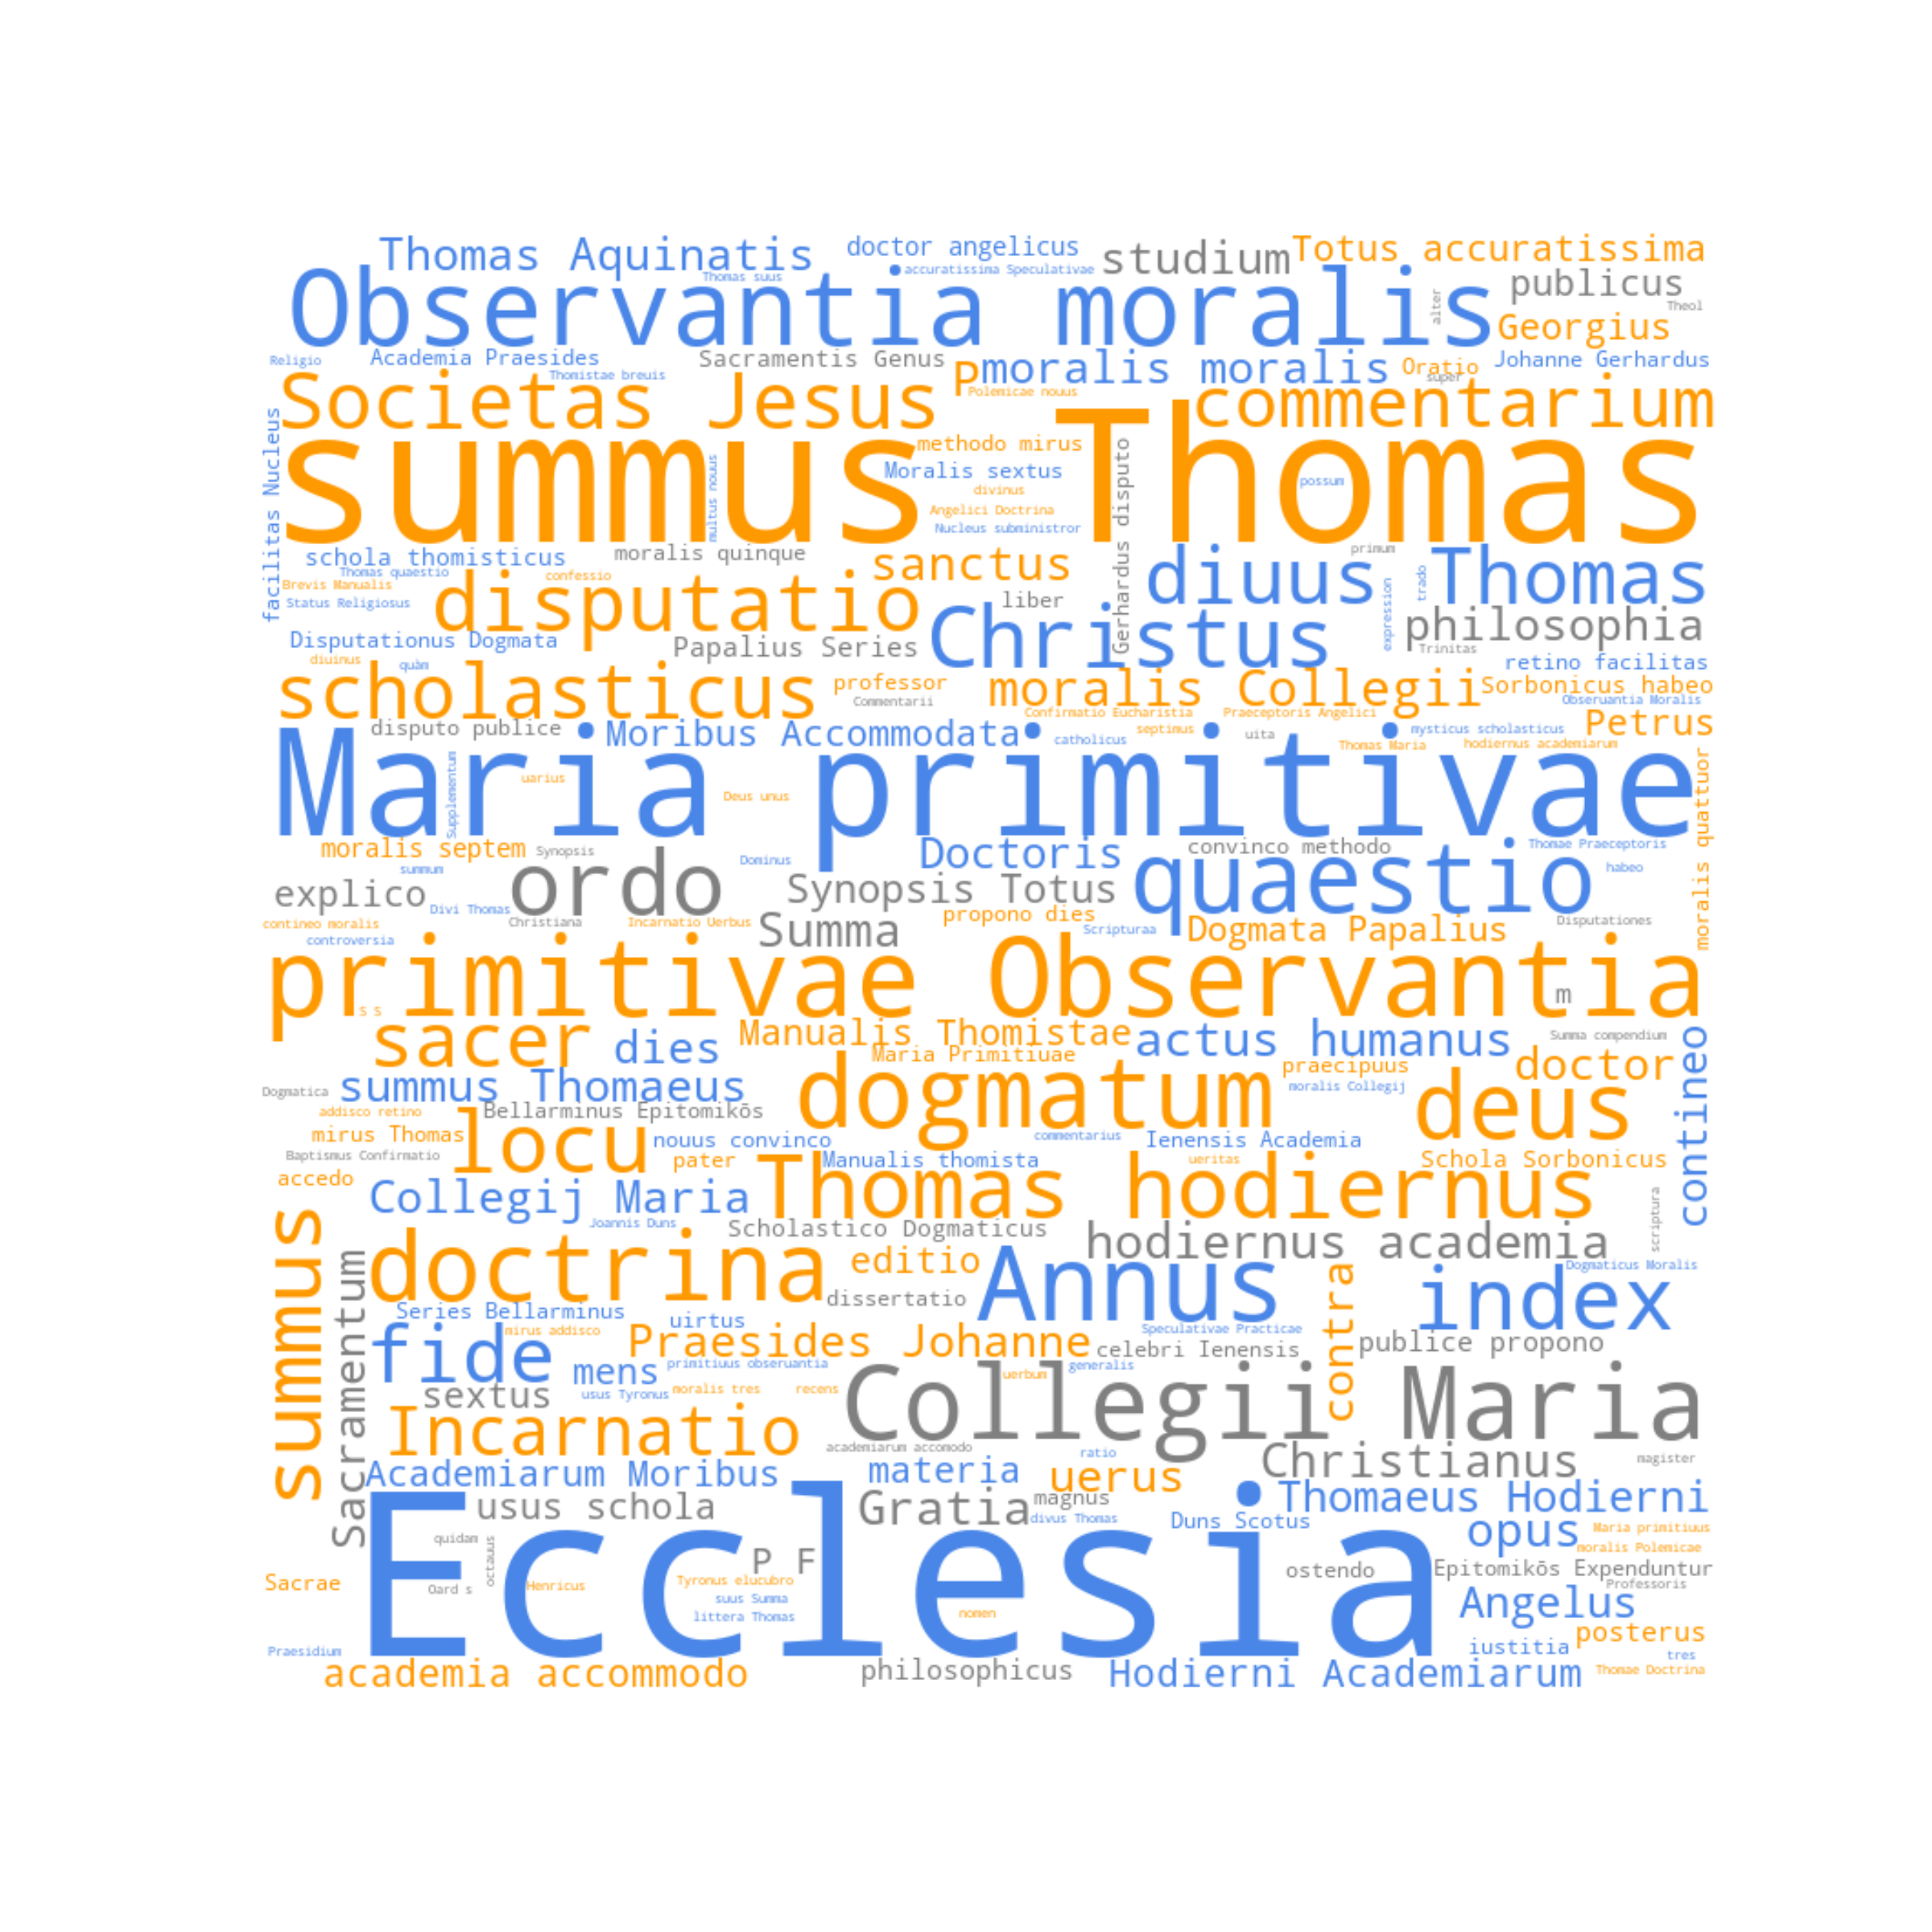 Thomas Aquinatis
doctor angelicus
studium
Totus accuratissima
accuratissima Speculativae
Thomas suus
Observantia moralis
alter
publicus
Theol
Georgius
Religio
Academia Praesides
Sacramentis Genus
moralis moralis
Oratio
Johanne Gerhardus
Thomistae breuis
P
Polemicae nouus
super
Societas Jesus
commentarium
facilitas Nucleus
summus Thomas
methodo mirus
Moralis sextus
multus nouus
divinus
Angelici Doctrina
Nucleus subministror
Gerhardus disputo
possum
schola thomisticus
moralis quinque
sanctus
primum
diuus Thomas
Thomas quaestio
confessio
Brevis Manualis
Status Religiosus
disputatio
liber
expression
trado
Christus
philosophia
Disputationus Dogmata
Papalius Series
Trinitas
diuinus
quàm
retino facilitas
scholasticus
professor
moralis Collegii
Sorbonicus habeo
Commentarii
Obseruantia Moralis
Confirmatio Eucharistia
Praeceptoris Angelici
Petrus
disputo publice
Moribus Accommodata
catholicus
septimus
uita
mysticus scholasticus
Thomas Maria
hodiernus academiarum
Maria primitivae
Supplementum
uarius
Deus unus
moralis quattuor
moralis septem
Synopsis
Dominus
Doctoris
convinco methodo
Thomae Praeceptoris
summum
ordo
quaestio
habeo
explico
Synopsis Totus
Divi Thomas
contineo moralis
Christiana
Incarnatio Uerbus
Summa
propono dies
Scripturaa
Dogmata Papalius
Disputationes
controversia
primitivae Observantia
s s
m
sacer
dies
Manualis Thomistae
actus humanus
Summa compendium
Maria Primitiuae
praecipuus
doctor
contineo
Dogmatica
summus Thomaeus
dogmatum
moralis Collegij
deus
addisco retino
Bellarminus Epitomikōs
mirus Thomas
locu
nouus convinco
commentarius
Ienensis Academia
Baptismus Confirmatio
pater
Manualis thomista
ueritas
Schola Sorbonicus
accedo
Collegij Maria
Thomas hodiernus
scriptura
Joannis Duns
Scholastico Dogmaticus
hodiernus academia
summus
Sacramentum
doctrina
editio
Annus
contra
Dogmaticus Moralis
index
dissertatio
Series Bellarminus
uirtus
mirus addisco
fide
Praesides Johanne
Speculativae Practicae
celebri Ienensis
publice propono
mens
primitiuus obseruantia
generalis
sextus
usus Tyronus
moralis tres
recens
uerbum
Collegii Maria
Incarnatio
academiarum accomodo
ratio
Christianus
magister
Academiarum Moribus
materia
uerus
Thomaeus Hodierni
usus schola
Gratia
magnus
divus Thomas
Duns Scotus
opus
Maria primitiuus
moralis Polemicae
Ecclesia
quidam
octauus
P F
ostendo
Epitomikōs Expenduntur
Sacrae
Oard s
Henricus
Tyronus elucubro
Professoris
suus Summa
littera Thomas
nomen
Angelus
Praesidium
iustitia
posterus
tres
academia accommodo
philosophicus
Hodierni Academiarum
Thomae Doctrina